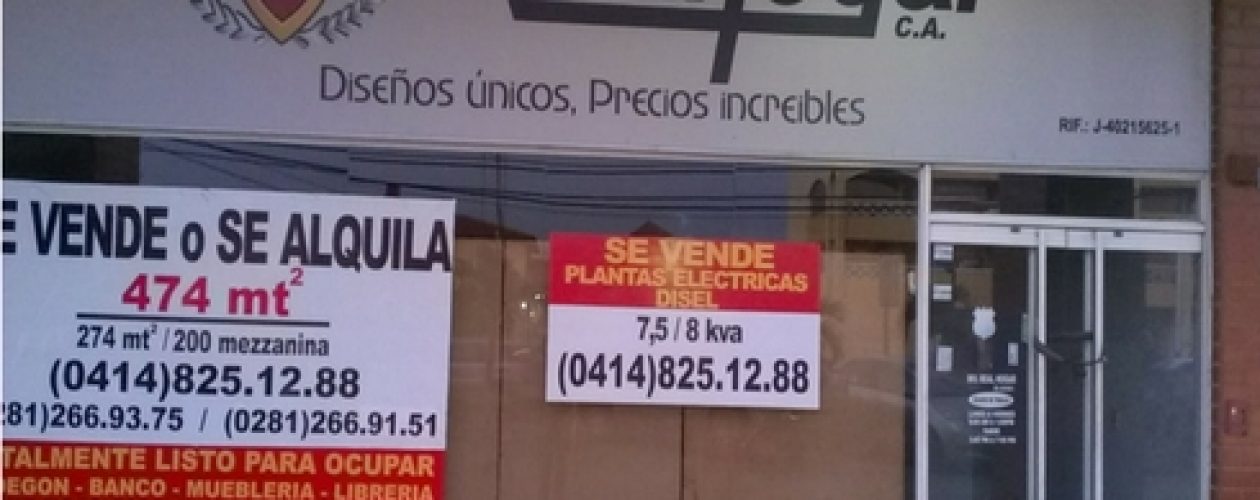 C.A.
Diseños únicos, Precios increibles
RIF.: J-40215625-1
E VENDE o SE ALQUILA
474 mt²
274 mt² / 200 mezzanina
(0414)825.12.88
281)266.93.75 / (0281)266.91.51
TALMENTE LISTO PARA OCUPAR
DEGON - BANCO - MUEBLERIA - LIBRERIA
SE VENDE
PLANTAS ELECTRICAS
DISEL
7,5 / 8 kva
(0414)825.12.88